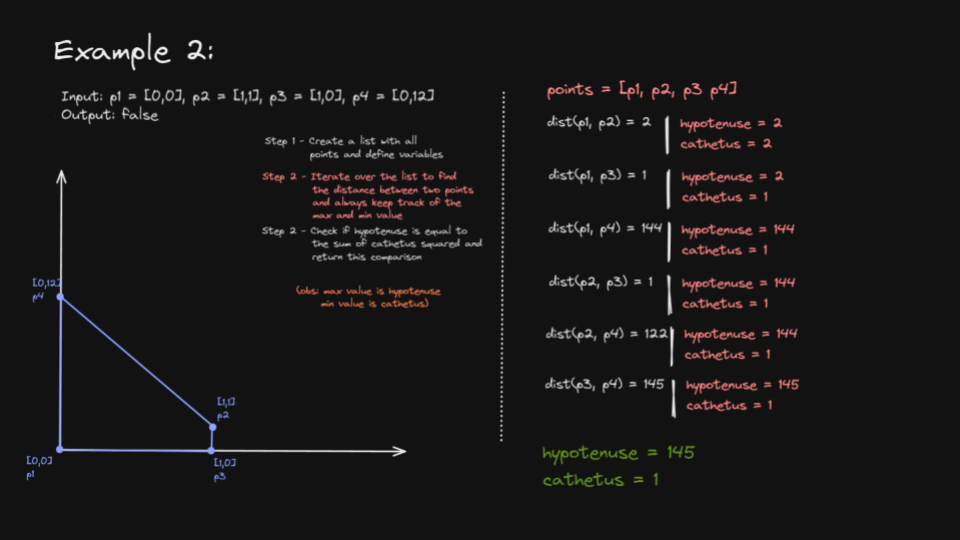 Example 2:
Input: p1 = [0,0], p2 = [1,1], p3 = [1,0], p4 = [0,12]
Output: false
Step 1 - Create a list with all
points and define variables
Step 2 - Iterate over the list to find
the distance between two points
and always keep track of the
max and min value
Step 2 - Check if hypotenuse is equal to
the sum of cathetus squared and
return this comparison
(obs: max value is hypotenuse
min value is cathetus)
[0,12]
p4
[1,1]
p2
[0,0]
p1
[1,0]
p3
points = [p1, p2, p3 p4]
dist(p1, p2) = 2
hypotenuse = 2
cathetus = 2
dist(p1, p3) = 1
hypotenuse = 2
cathetus = 1
dist(p1, p4) = 144
hypotenuse = 144
cathetus = 1
dist(p2, p3) = 1
hypotenuse = 144
cathetus = 1
dist(p2, p4) = 122
hypotenuse = 144
cathetus = 1
dist(p3, p4) = 145
hypotenuse = 145
cathetus = 1
hypotenuse = 145
cathetus = 1